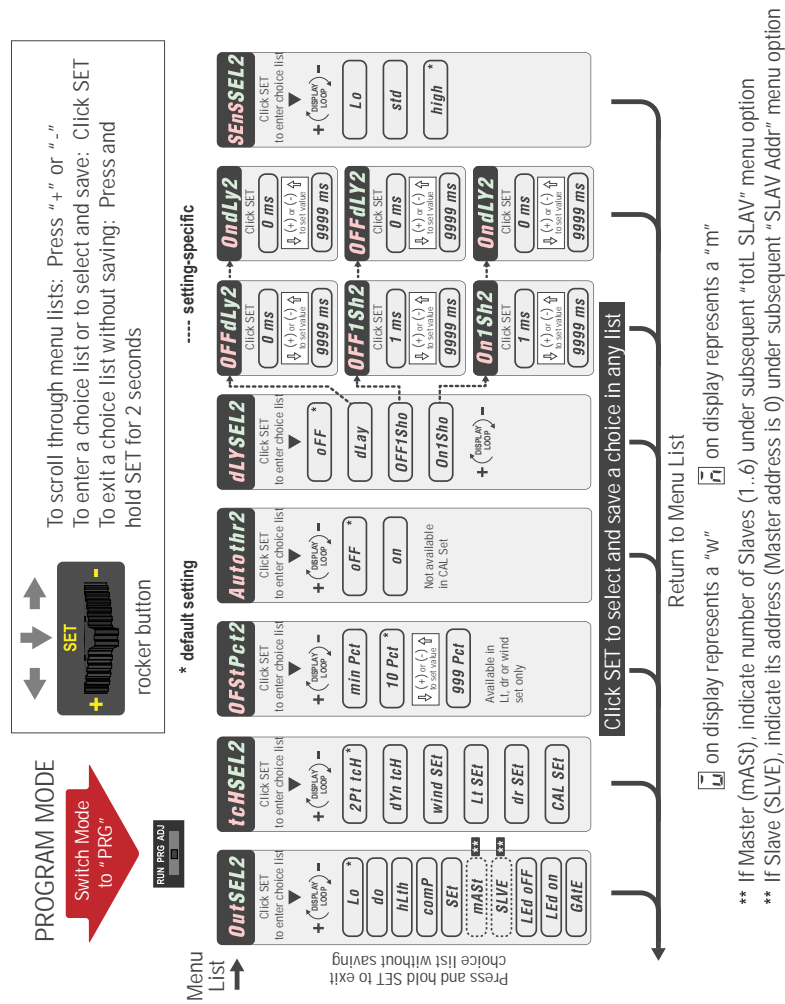 PROGRAM MODE
Switch Mode
to "PRG"
RUN PRG ADJ
+ SET -
rocker button
To scroll through menu lists: Press "+" or "-"
To enter a choice list or to select and save: Click SET
To exit a choice list without saving: Press and
hold SET for 2 seconds
* default setting
---- setting-specific
Menu
List
Press and hold SET to exit
choice list without saving
OutSEL2
Click SET
to enter choice list
+ (DISPLAY LOOP) -
Lo *
do
hLth
comP
SEt
mASt **
SLVE **
LEd oFF
LEd on
GAtE
tcHSEL2
Click SET
to enter choice list
+ (DISPLAY LOOP) -
2Pt tcH *
dYn tcH
wind SEt
Lt SEt
dr SEt
CAL SEt
OFStPct2
Click SET
to enter choice list
+ (DISPLAY LOOP) -
min Pct
10 Pct *
(+) or (-)
to set value
999 Pct
Available in
Lt, dr or wind
set only
Autothr2
Click SET
to enter choice list
+ (DISPLAY LOOP) -
oFF *
on
Not available
in CAL Set
dLYSEL2
Click SET
to enter choice list
oFF *
dLay
OFF1Sho
On1Sho
+ (DISPLAY LOOP) -
OFFdLy2
Click SET
0 ms
(+) or (-)
to set value
9999 ms
OndLy2
Click SET
0 ms
(+) or (-)
to set value
9999 ms
OFF1Sh2
Click SET
1 ms
(+) or (-)
to set value
9999 ms
OFFdLY2
Click SET
0 ms
(+) or (-)
to set value
9999 ms
On1Sh2
Click SET
1 ms
(+) or (-)
to set value
9999 ms
OndLY2
Click SET
0 ms
(+) or (-)
to set value
9999 ms
SEnSSEL2
Click SET
to enter choice list
+ (DISPLAY LOOP) -
Lo
std
high *
Click SET to select and save a choice in any list
Return to Menu List
on display represents a "w"
on display represents a "m"
** If Master (mASt), indicate number of Slaves (1..6) under subsequent "totL SLAV" menu option
** If Slave (SLVE), indicate its address (Master address is 0) under subsequent "SLAV Addr" menu option